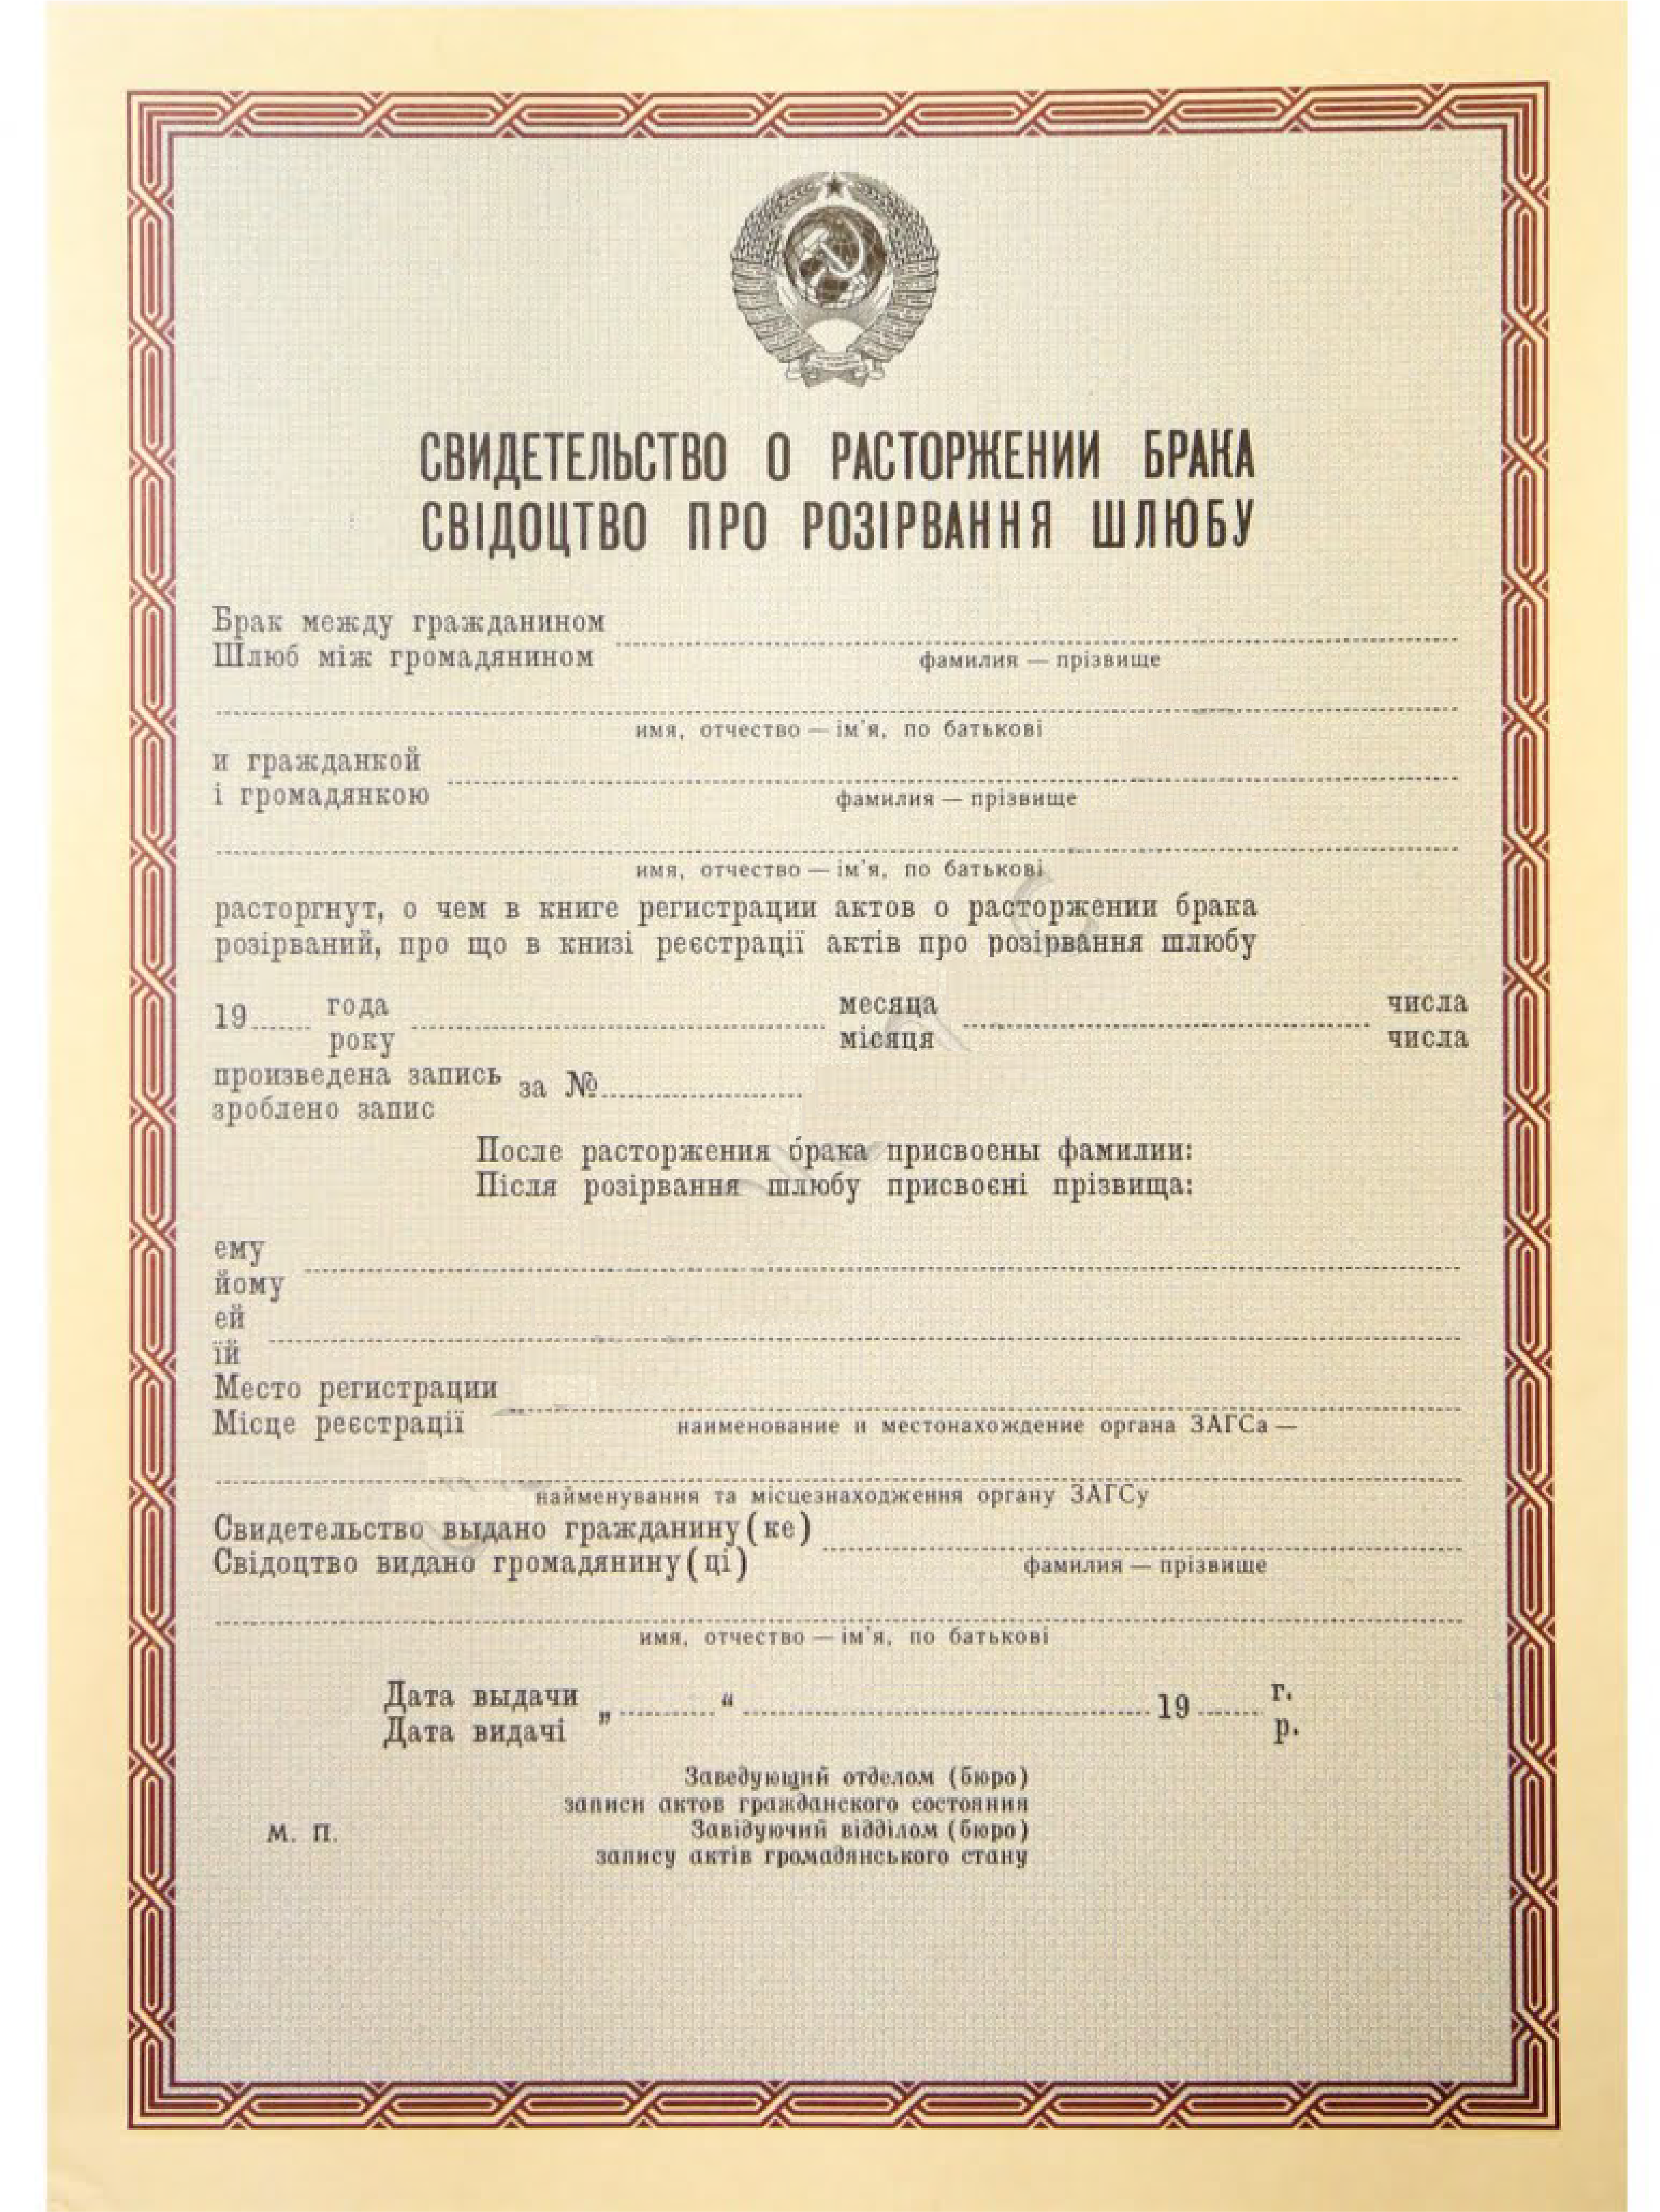 СВИДЕТЕЛЬСТВО О РАСТОРЖЕНИИ БРАКА
СВІДОЦТВО ПРО РОЗІРВАННЯ ШЛЮБУ
Брак между гражданином
Шлюб між громадянином
фамилия — прізвище
имя, отчество — ім'я, по батькові
и гражданкой
і громадянкою
фамилия — прізвище
имя, отчество — ім'я, по батькові
расторгнут, о чем в книге регистрации актов о расторжении брака
розірваний, про що в книзі реєстрації актів про розірвання шлюбу
19...... года месяца числа
року місяця числа
произведена запись за №
зроблено запис
После расторжения брака присвоены фамилии:
Після розірвання шлюбу присвоєні прізвища:
ему
йому
ей
їй
Место регистрации
Місце реєстрації
наименование и местонахождение органа ЗАГСа —
найменування та місцезнаходження органу ЗАГСу
Свидетельство выдано гражданину(ке)
Свідоцтво видано громадянину(ці)
фамилия — прізвище
имя, отчество — ім'я, по батькові
Дата выдачи „ “ 19 г.
Дата видачі р.
Заведующий отделом (бюро)
записи актов гражданского состояния
М. П. Завідуючий відділом (бюро)
запису актів громадянського стану